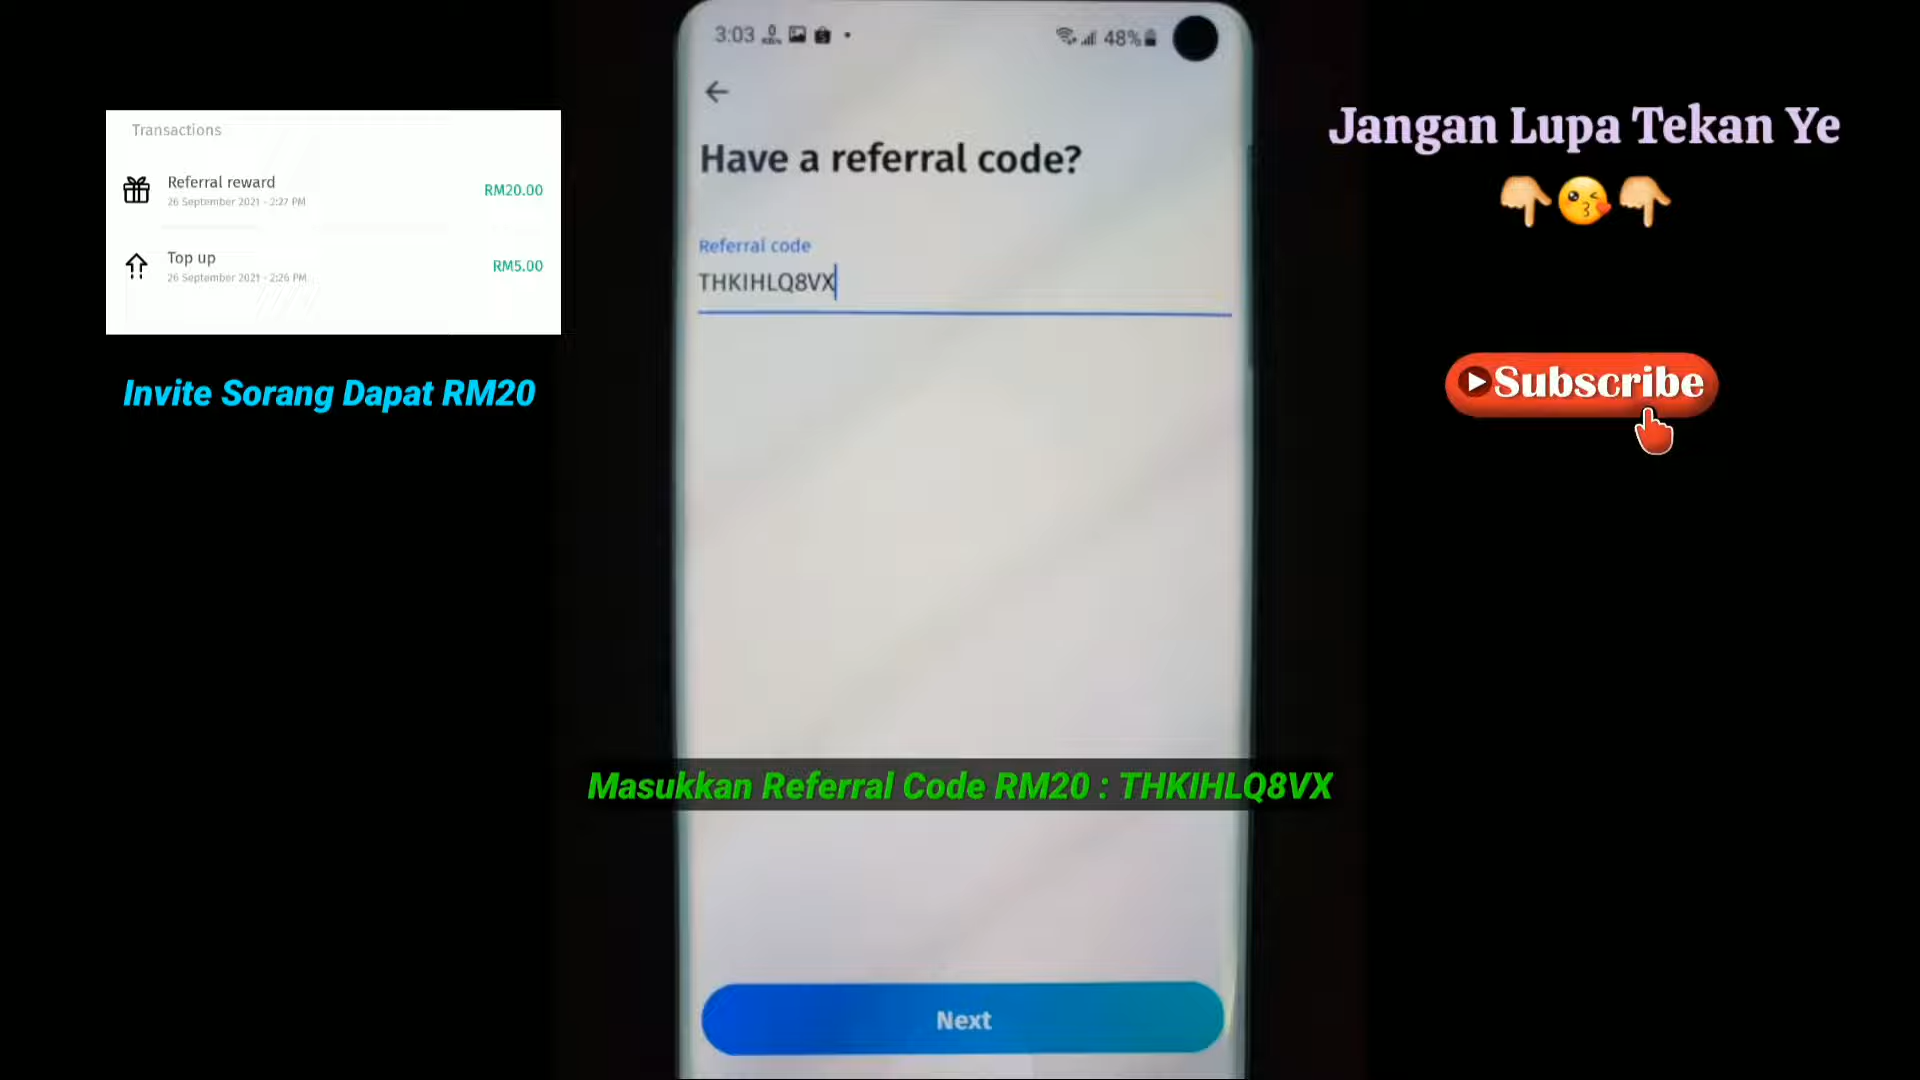 3:03
48%
Have a referral code?
Referral code
THKIHLQ8VX
Transactions
Referral reward
RM20.00
26 September 2021 - 2:27 PM
Top up
RM5.00
26 September 2021 - 2:26 PM
Invite Sorang Dapat RM20
Jangan Lupa Tekan Ye
Subscribe
Masukkan Referral Code RM20 : THKIHLQ8VX
Next